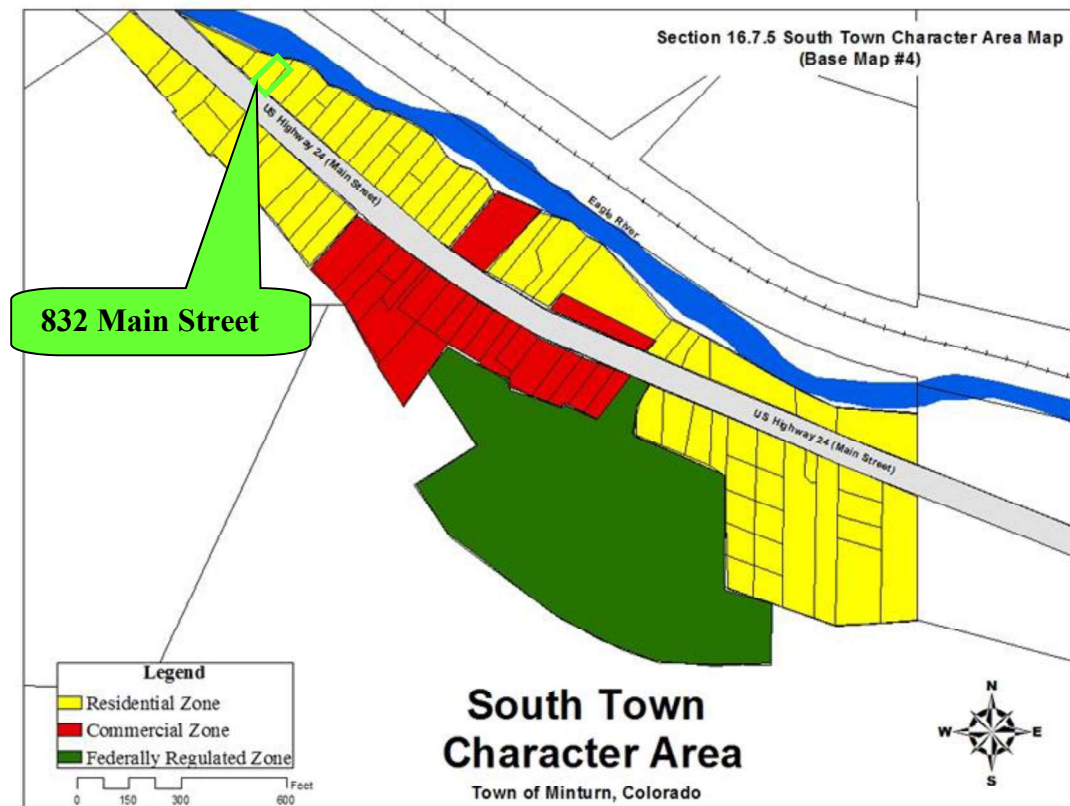 Section 16.7.5 South Town Character Area Map
(Base Map #4)
US Highway 24 (Main Street)
Eagle River
832 Main Street
US Highway 24 (Main Street)
Legend
Residential Zone
Commercial Zone
Federally Regulated Zone
Feet
0 150 300 600
South Town
Character Area
Town of Minturn, Colorado
N
W E
S